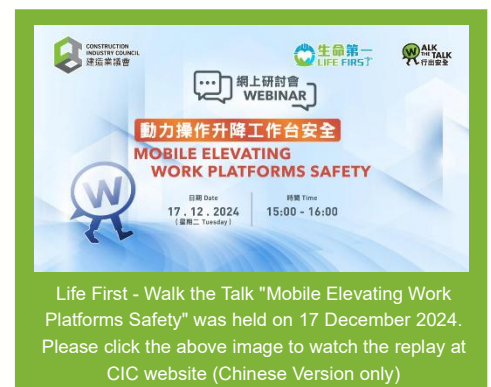 CONSTRUCTION
INDUSTRY COUNCIL
建造業議會
生命第一
LIFE FIRST
WALK
THE TALK
行出安全
網上研討會
WEBINAR
動力操作升降工作台安全
MOBILE ELEVATING
WORK PLATFORMS SAFETY
W
日期 Date
17 . 12 . 2024
(星期二 Tuesday)
時間 Time
15:00 - 16:00
Life First - Walk the Talk "Mobile Elevating Work
Platforms Safety" was held on 17 December 2024.
Please click the above image to watch the replay at
CIC website (Chinese Version only)